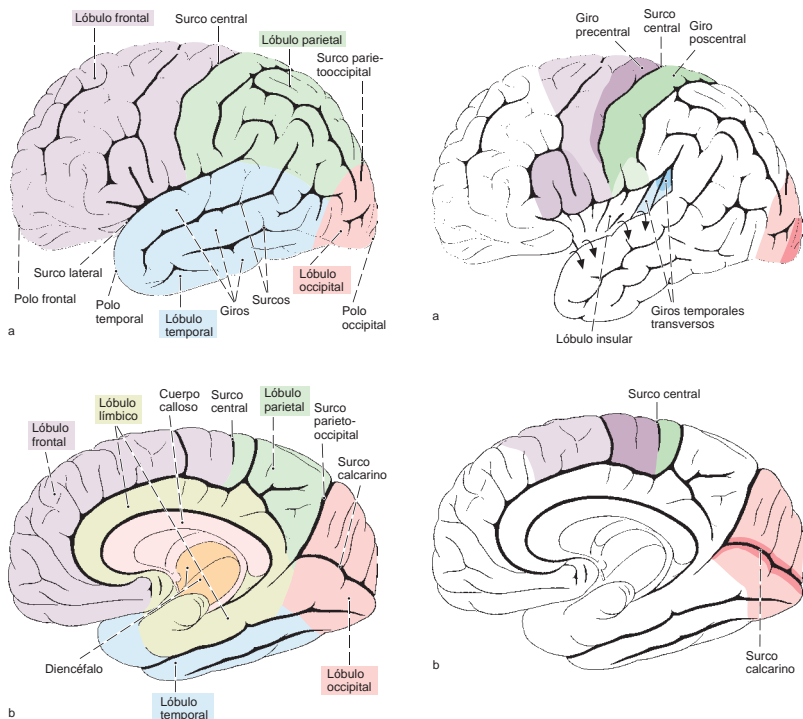 Lóbulo frontal
Surco central
Lóbulo parietal
Surco parie-
tooccipital
Surco lateral
Polo frontal
Polo
temporal
Lóbulo
temporal
Giros
Surcos
Lóbulo
occipital
Polo
occipital
a
Giro
precentral
Surco
central
Giro
poscentral
Lóbulo insular
Giros temporales
transversos
a
Lóbulo
frontal
Lóbulo
límbico
Cuerpo
calloso
Surco
central
Lóbulo
parietal
Surco
parieto-
occipital
Surco
calcarino
Diencéfalo
Lóbulo
temporal
Lóbulo
occipital
b
Surco central
Surco
calcarino
b